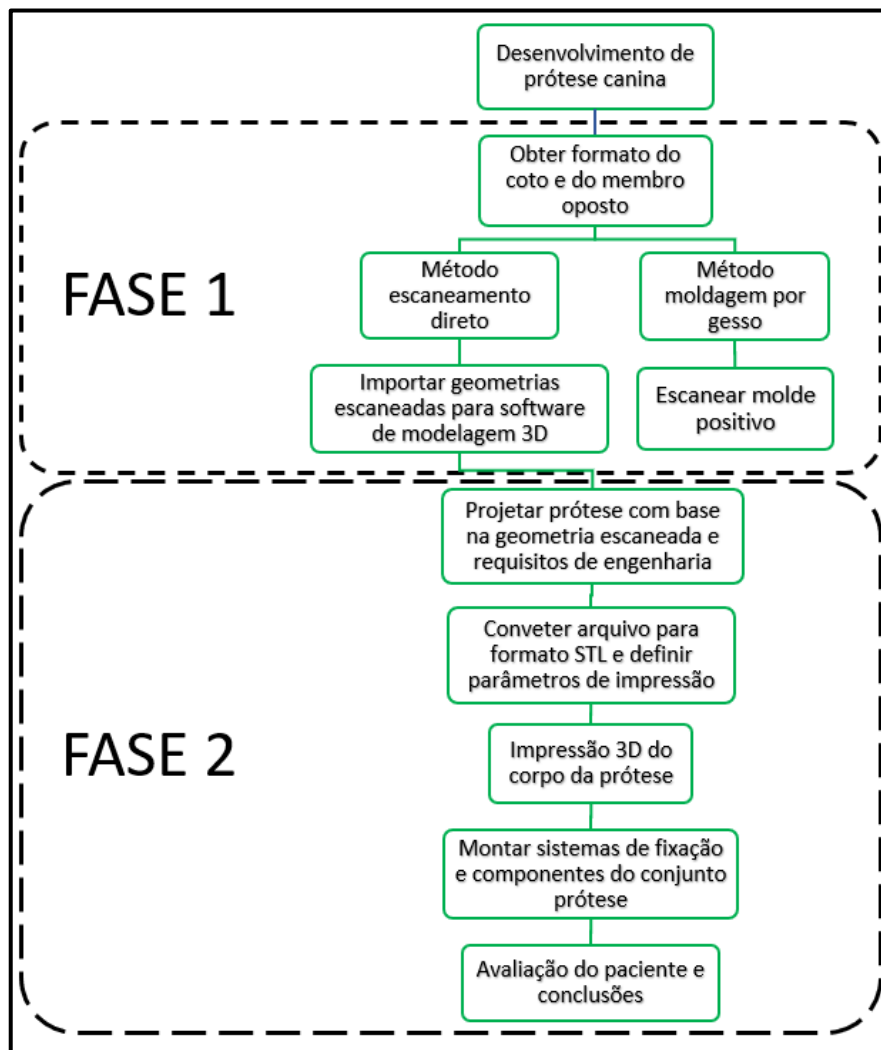 Desenvolvimento de
prótese canina
Obter formato do
coto e do membro
oposto
FASE 1
Método
escaneamento
direto
Método
moldagem por
gesso
Importar geometrias
escaneadas para software
de modelagem 3D
Escanear molde
positivo
Projetar prótese com base
na geometria escaneada e
requisitos de engenharia
Conveter arquivo para
formato STL e definir
parâmetros de impressão
FASE 2
Impressão 3D do
corpo da prótese
Montar sistemas de fixação
e componentes do conjunto
prótese
Avaliação do paciente e
conclusões